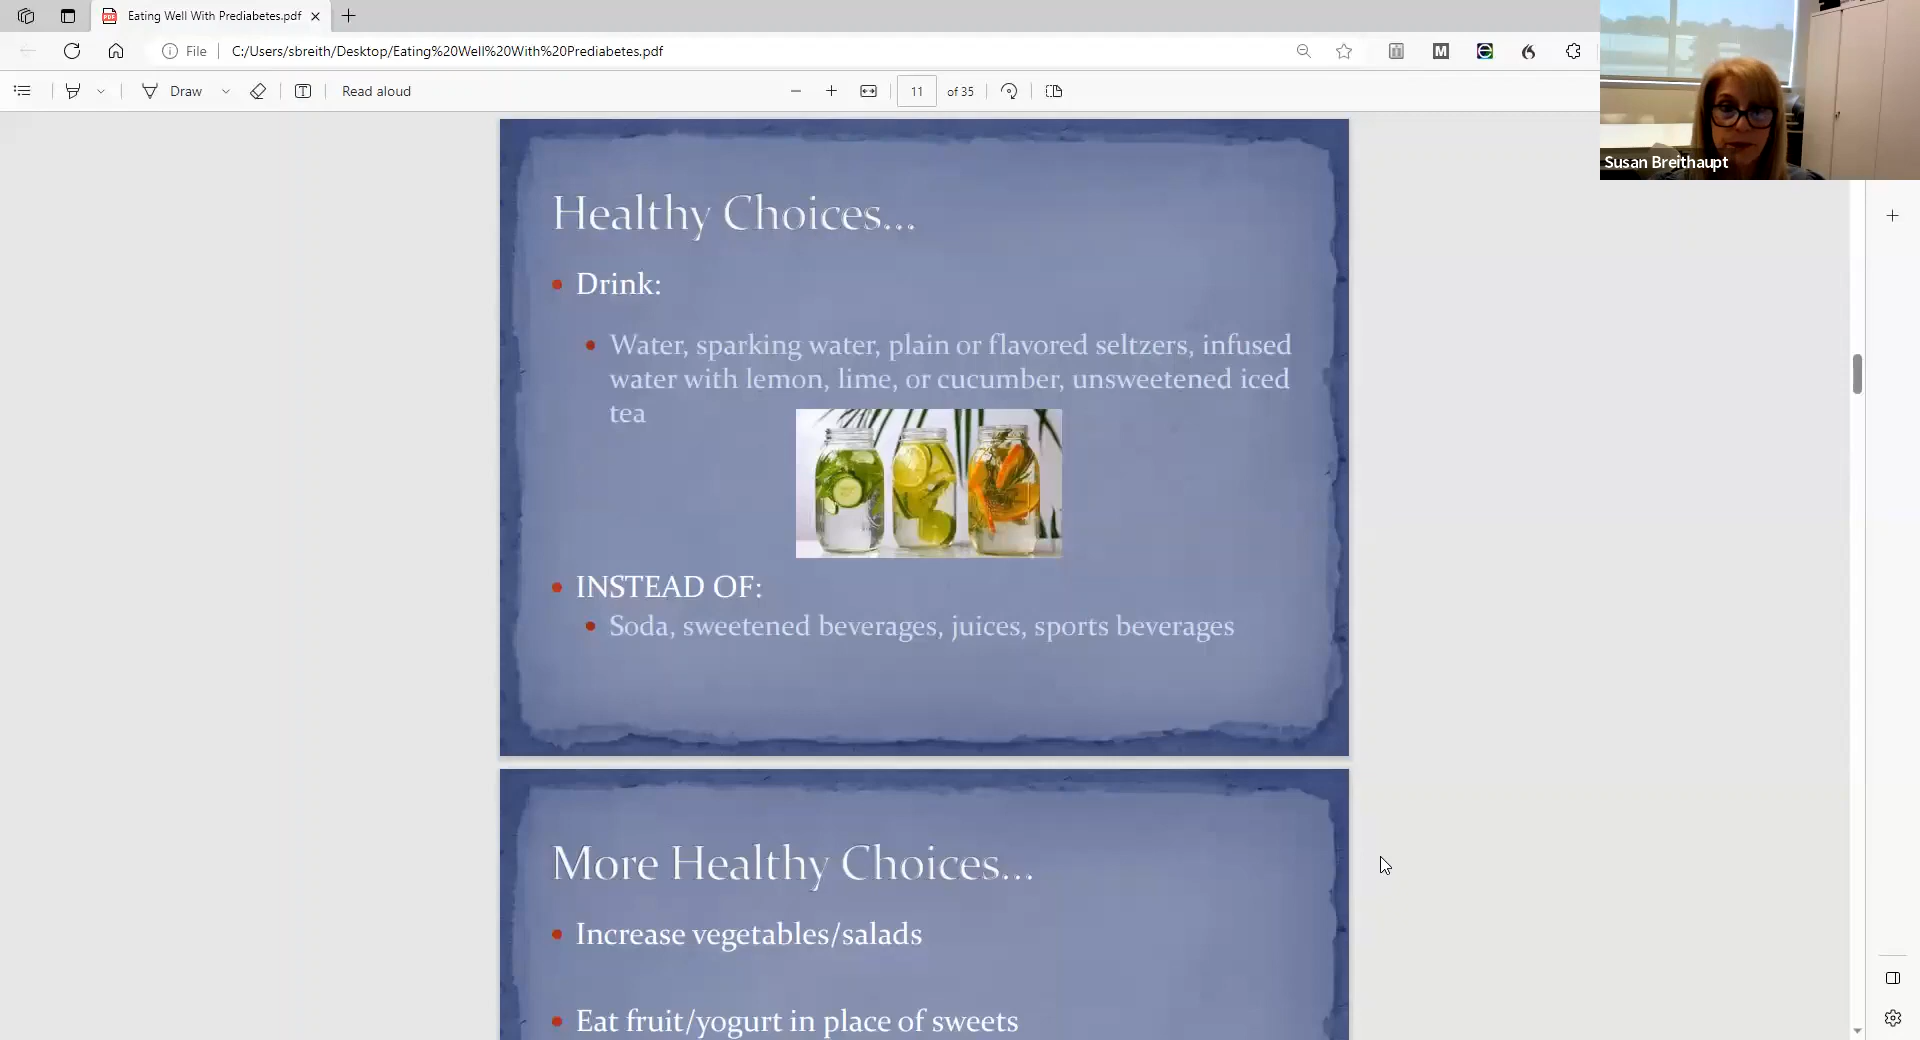 Eating Well With Prediabetes.pdf
File
C:/Users/sbreith/Desktop/Eating%20Well%20With%20Prediabetes.pdf
M
Draw
Read aloud
11
of 35
Susan Breithaupt
Healthy Choices...
Drink:
Water, sparking water, plain or flavored seltzers, infused
water with lemon, lime, or cucumber, unsweetened iced
tea
INSTEAD OF:
Soda, sweetened beverages, juices, sports beverages
More Healthy Choices...
Increase vegetables/salads
Eat fruit/yogurt in place of sweets